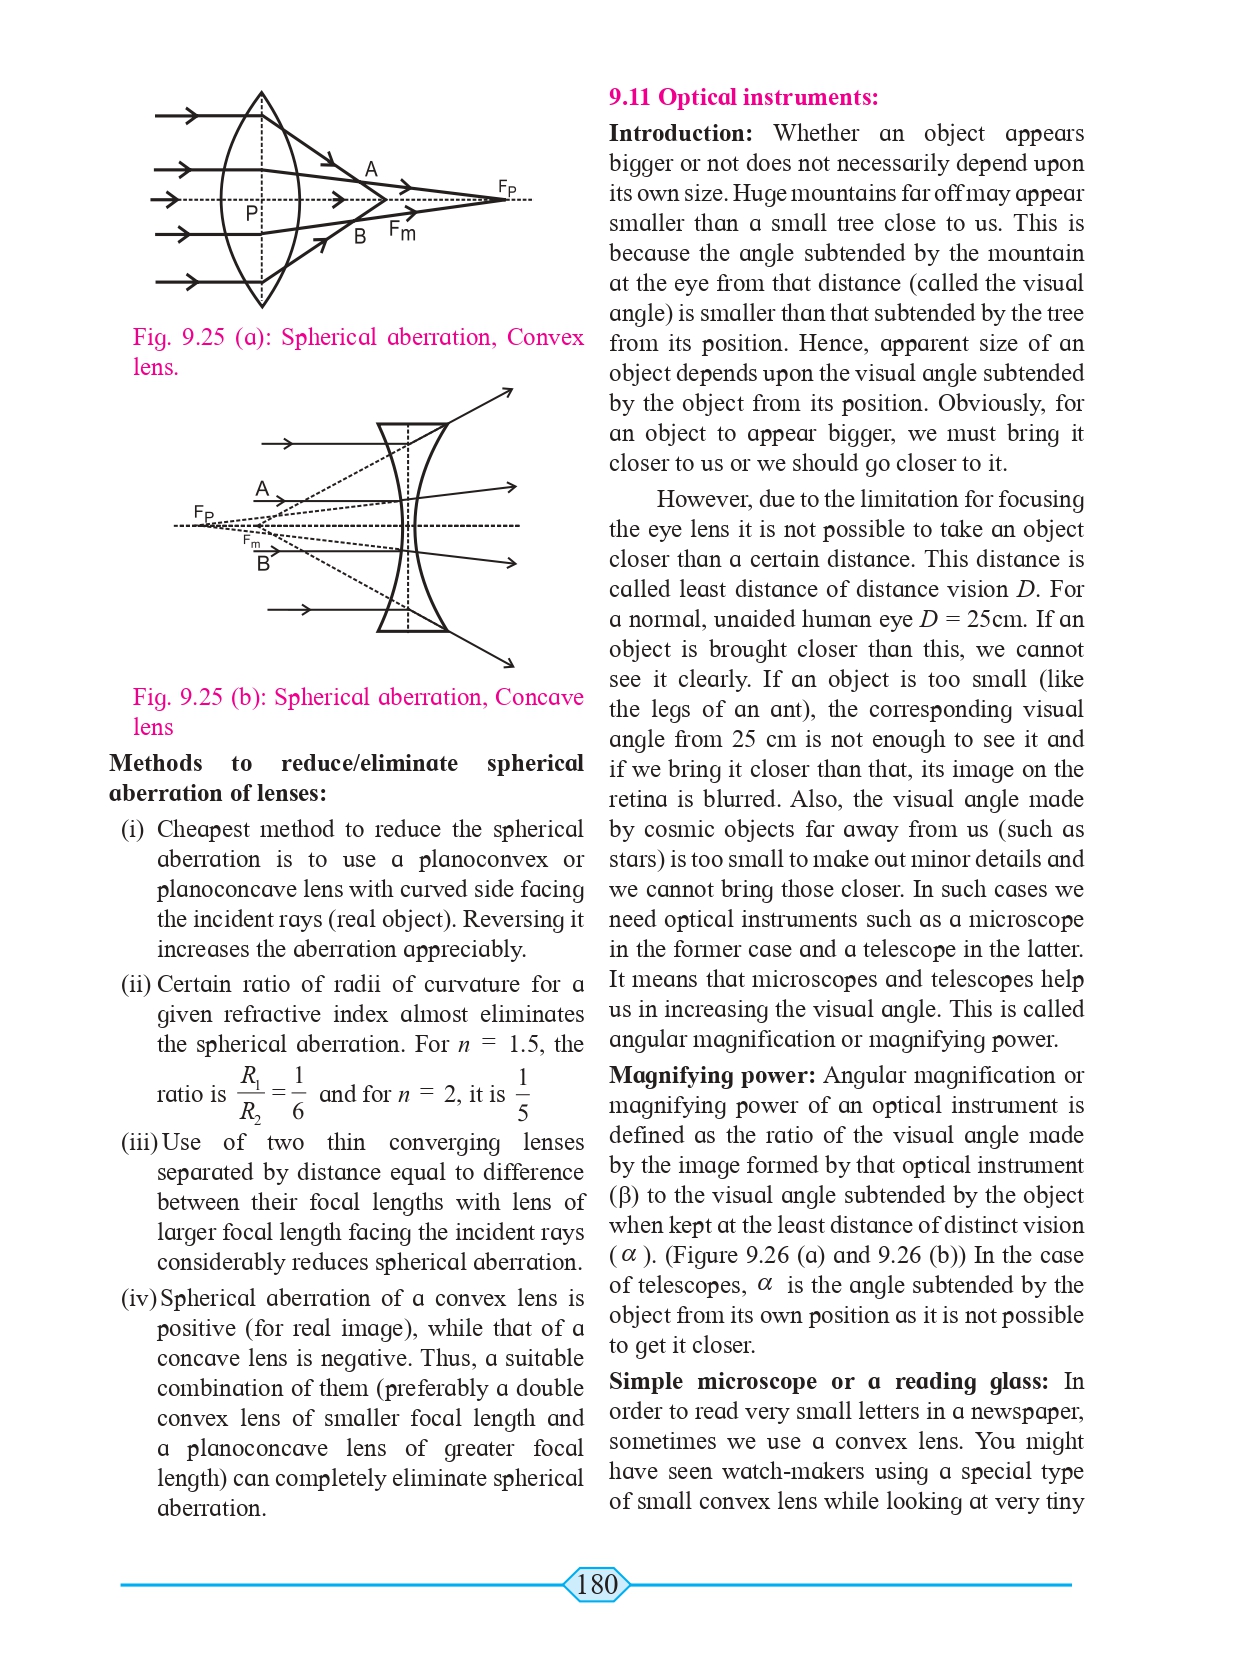 A
P
B
Fm
FP
Fig. 9.25 (a): Spherical aberration, Convex
lens.
A
FP
Fm
B
Fig. 9.25 (b): Spherical aberration, Concave
lens
Methods to reduce/eliminate spherical
aberration of lenses:
(i) Cheapest method to reduce the spherical
aberration is to use a planoconvex or
planoconcave lens with curved side facing
the incident rays (real object). Reversing it
increases the aberration appreciably.
(ii) Certain ratio of radii of curvature for a
given refractive index almost eliminates
the spherical aberration. For n = 1.5, the
ratio is R₁/R₂ = 1/6 and for n = 2, it is 1/5
(iii) Use of two thin converging lenses
separated by distance equal to difference
between their focal lengths with lens of
larger focal length facing the incident rays
considerably reduces spherical aberration.
(iv) Spherical aberration of a convex lens is
positive (for real image), while that of a
concave lens is negative. Thus, a suitable
combination of them (preferably a double
convex lens of smaller focal length and
a planoconcave lens of greater focal
length) can completely eliminate spherical
aberration.
9.11 Optical instruments:
Introduction: Whether an object appears
bigger or not does not necessarily depend upon
its own size. Huge mountains far off may appear
smaller than a small tree close to us. This is
because the angle subtended by the mountain
at the eye from that distance (called the visual
angle) is smaller than that subtended by the tree
from its position. Hence, apparent size of an
object depends upon the visual angle subtended
by the object from its position. Obviously, for
an object to appear bigger, we must bring it
closer to us or we should go closer to it.
However, due to the limitation for focusing
the eye lens it is not possible to take an object
closer than a certain distance. This distance is
called least distance of distance vision D. For
a normal, unaided human eye D = 25cm. If an
object is brought closer than this, we cannot
see it clearly. If an object is too small (like
the legs of an ant), the corresponding visual
angle from 25 cm is not enough to see it and
if we bring it closer than that, its image on the
retina is blurred. Also, the visual angle made
by cosmic objects far away from us (such as
stars) is too small to make out minor details and
we cannot bring those closer. In such cases we
need optical instruments such as a microscope
in the former case and a telescope in the latter.
It means that microscopes and telescopes help
us in increasing the visual angle. This is called
angular magnification or magnifying power.
Magnifying power: Angular magnification or
magnifying power of an optical instrument is
defined as the ratio of the visual angle made
by the image formed by that optical instrument
(β) to the visual angle subtended by the object
when kept at the least distance of distinct vision
( α ). (Figure 9.26 (a) and 9.26 (b)) In the case
of telescopes, α is the angle subtended by the
object from its own position as it is not possible
to get it closer.
Simple microscope or a reading glass: In
order to read very small letters in a newspaper,
sometimes we use a convex lens. You might
have seen watch-makers using a special type
of small convex lens while looking at very tiny
180